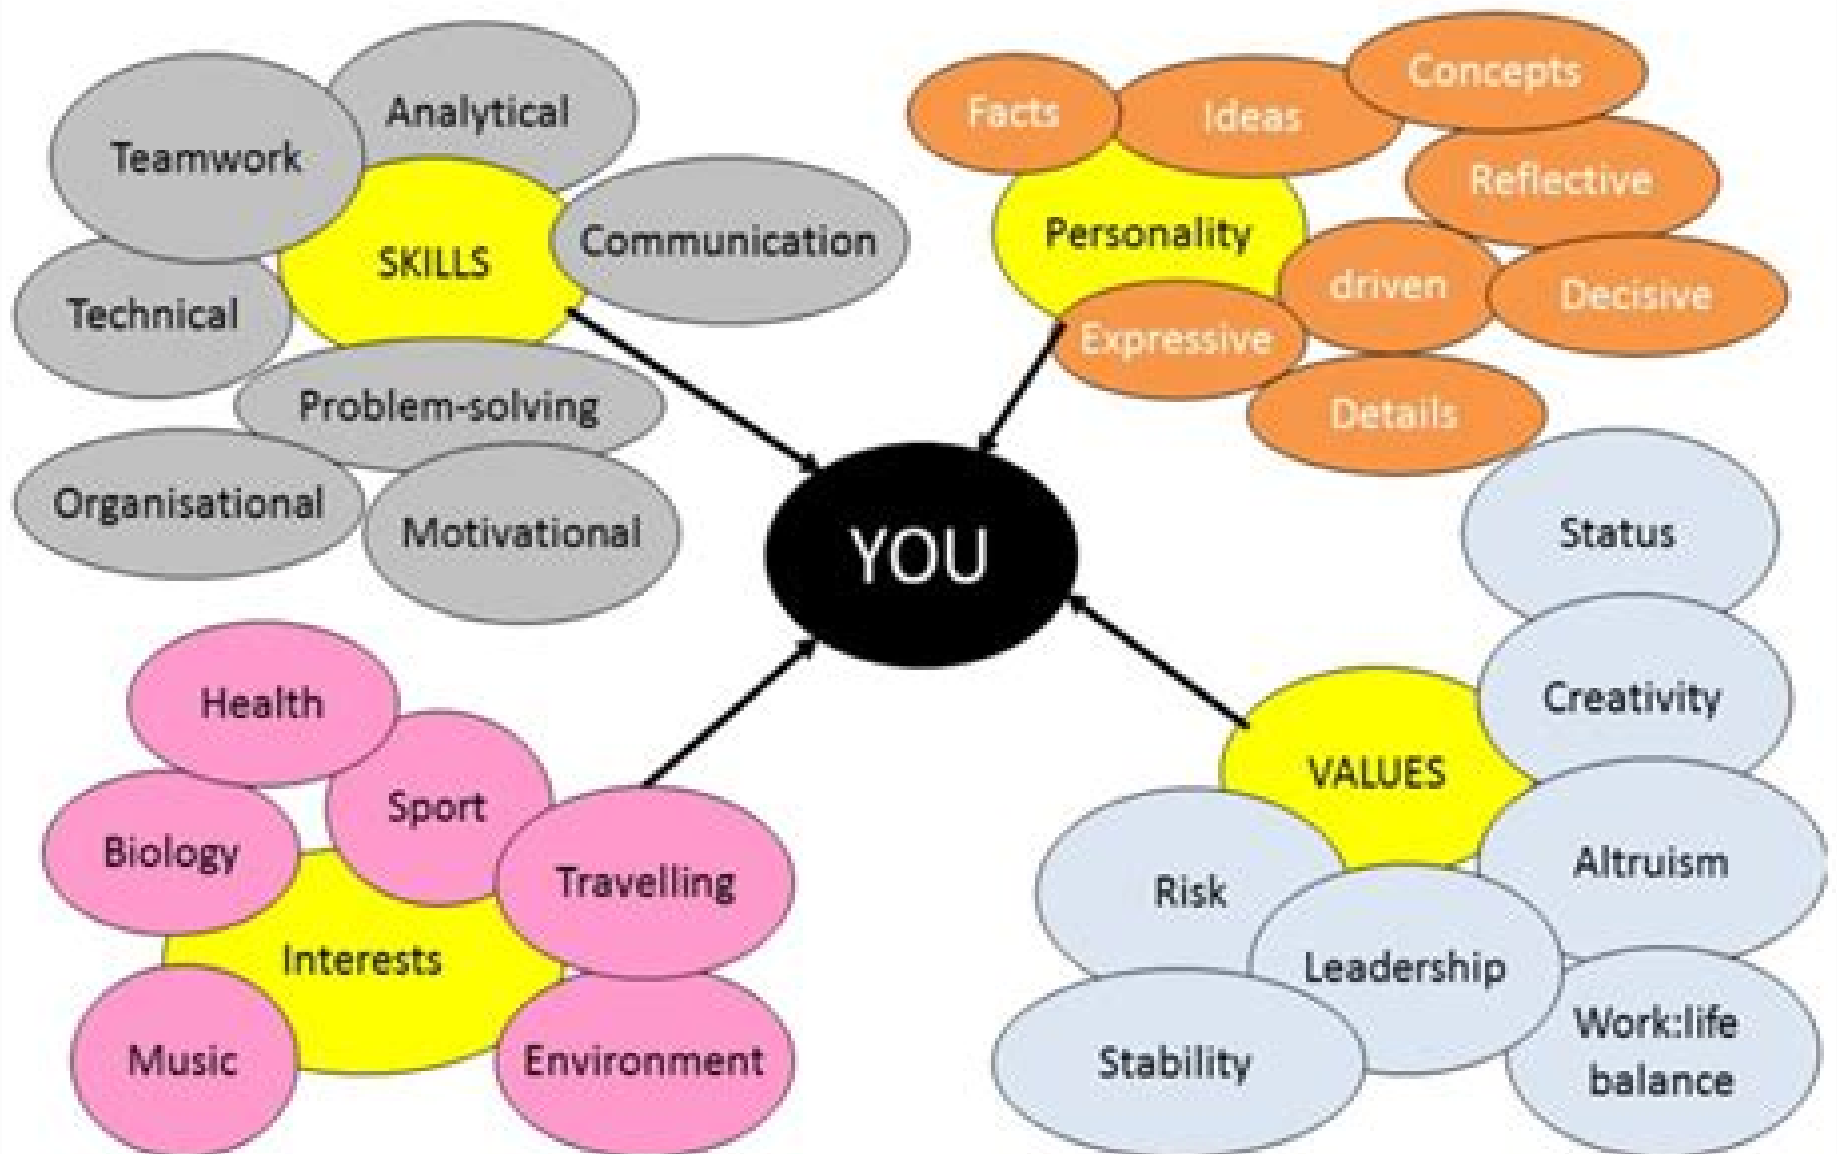 Analytical
Teamwork
SKILLS
Communication
Technical
Problem-solving
Organisational
Motivational
Concepts
Facts
Ideas
Reflective
Personality
driven
Decisive
Expressive
Details
YOU
Health
Sport
Biology
Travelling
Interests
Music
Environment
Status
Creativity
VALUES
Altruism
Risk
Leadership
Stability
Work:life
balance